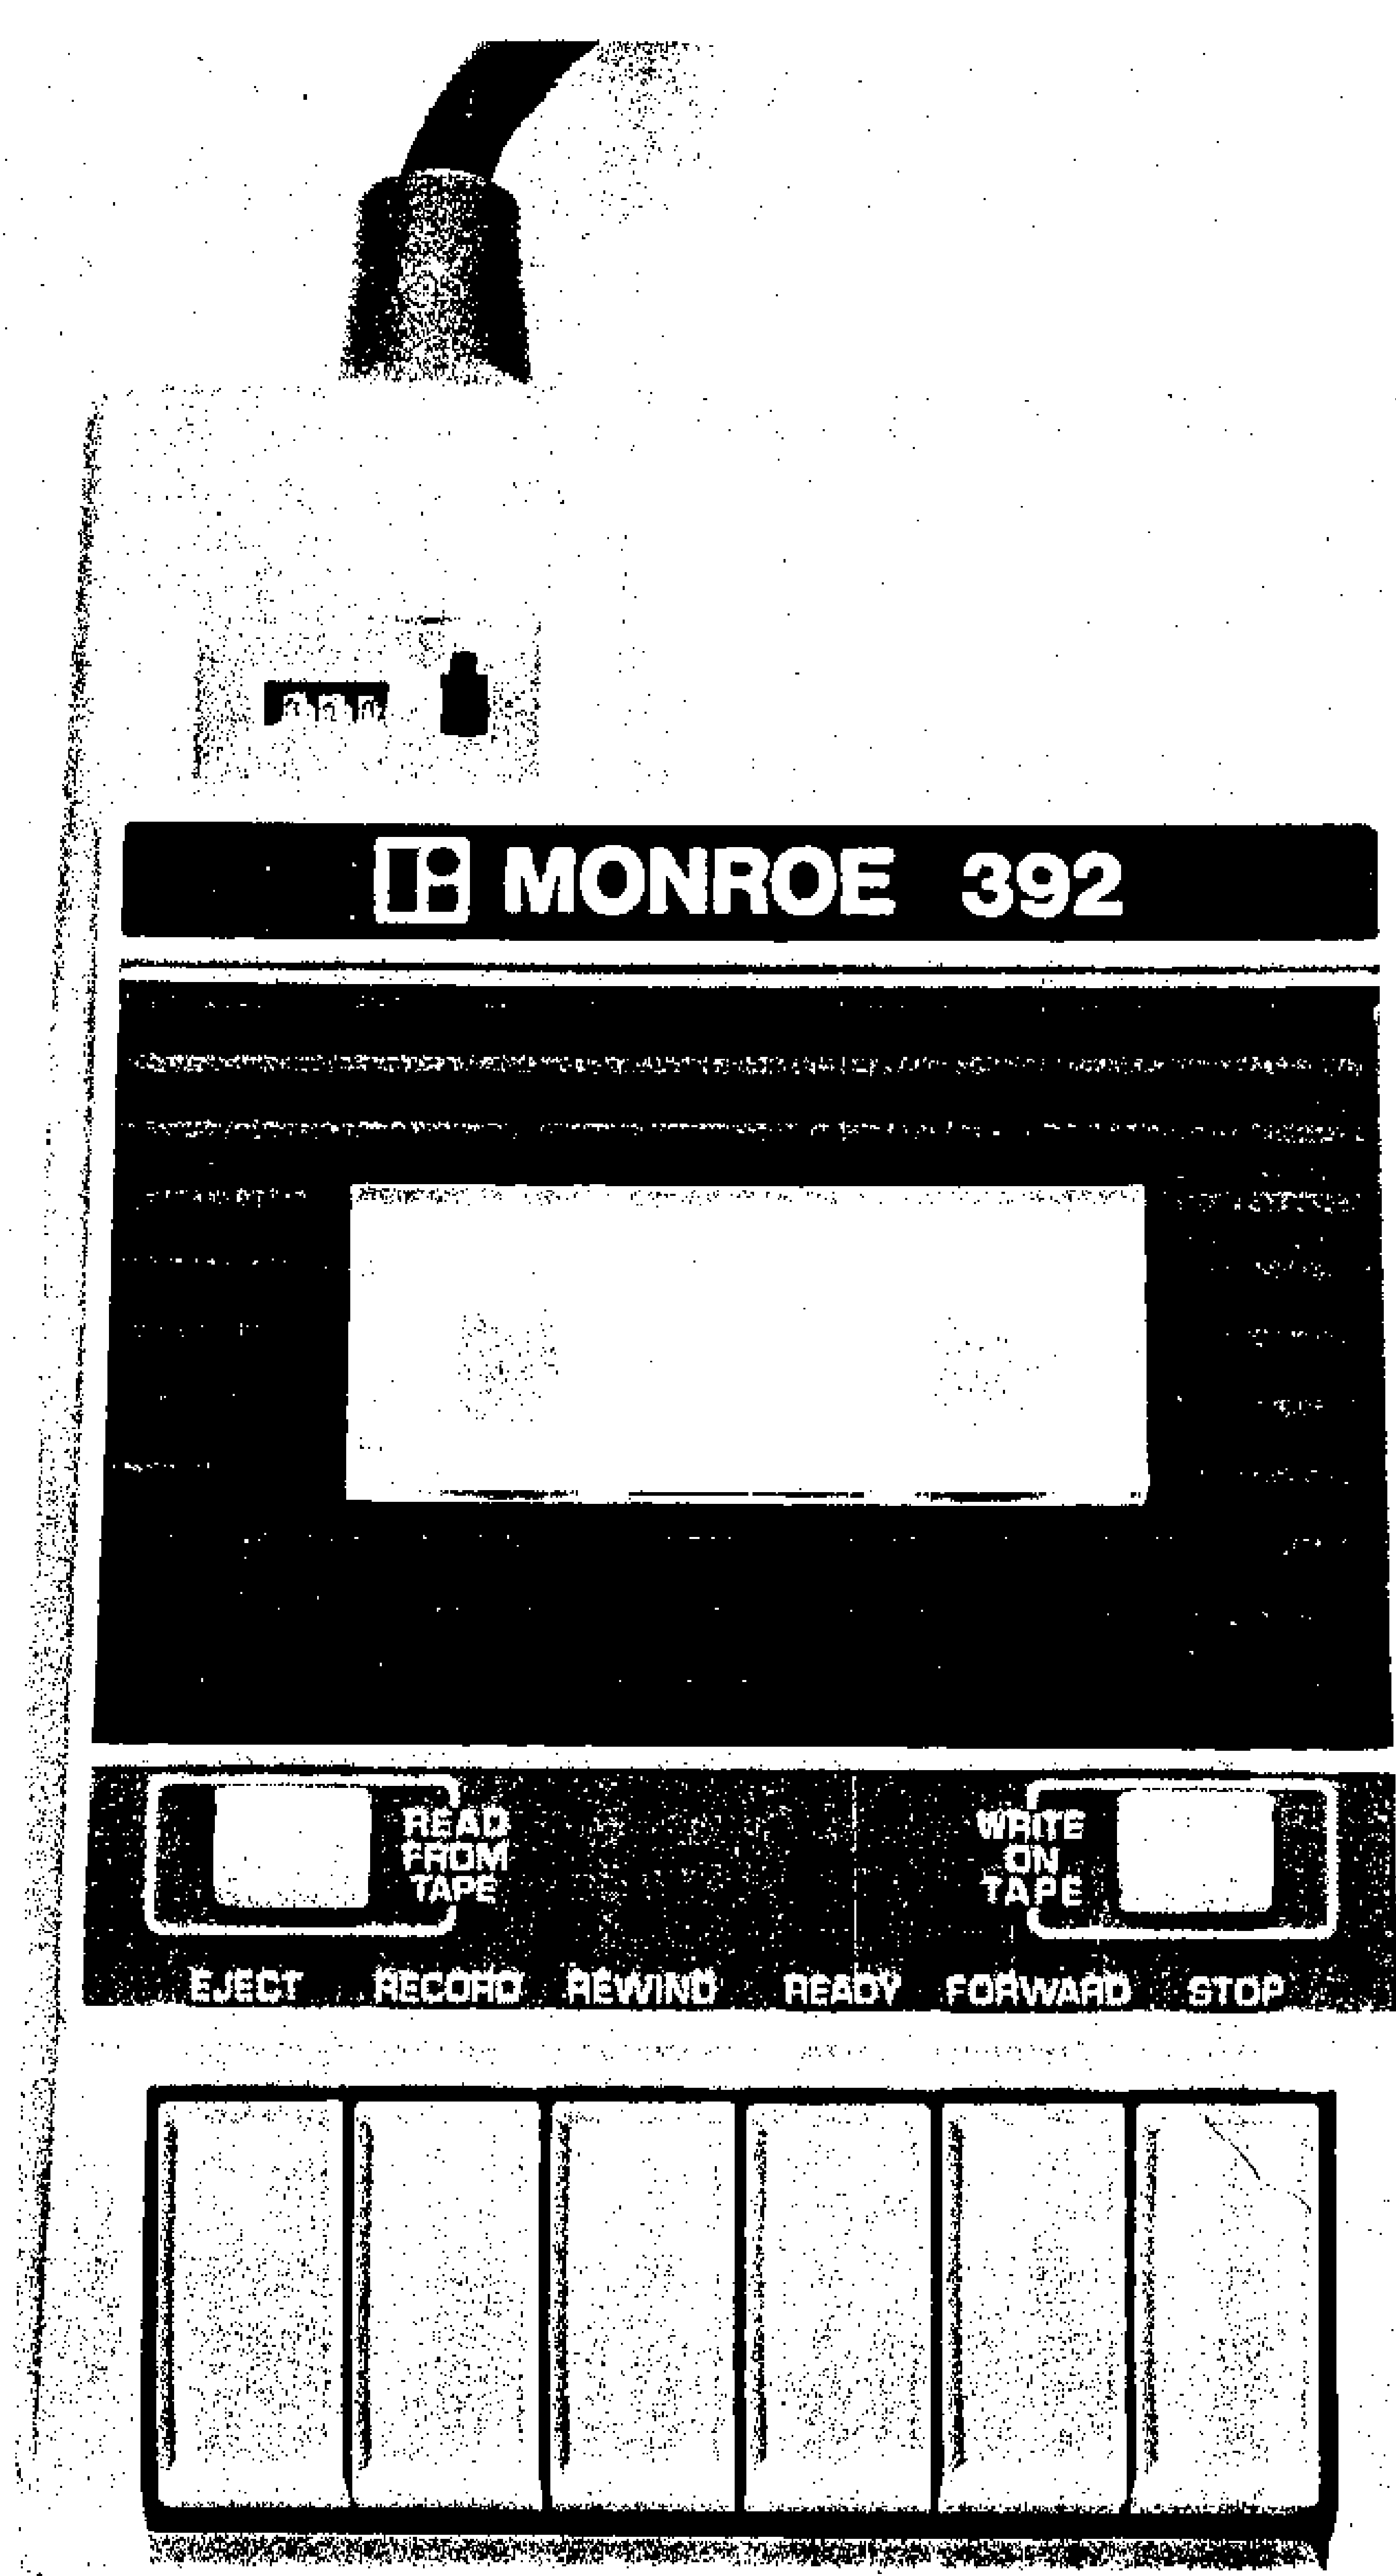 MONROE 392
READ
FROM
TAPE
WRITE
ON
TAPE
EJECT RECORD REWIND READY FORWARD STOP